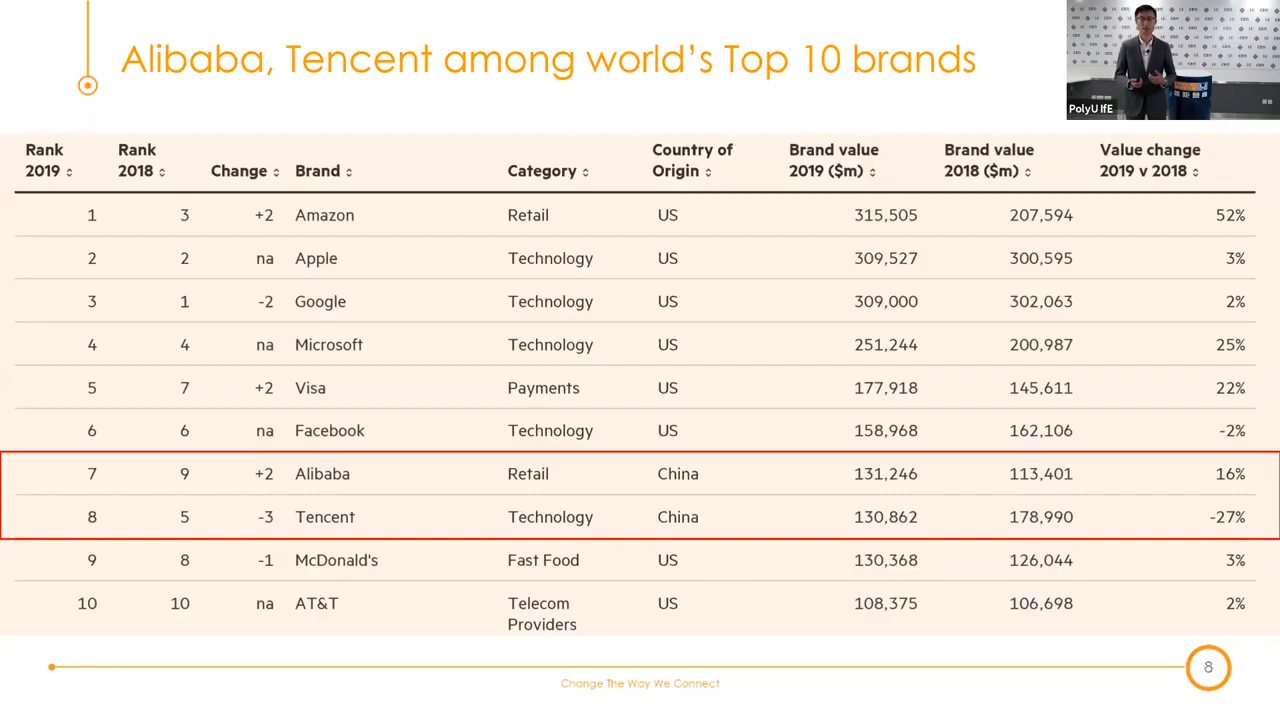 Alibaba, Tencent among world’s Top 10 brands
PolyU IfE
Rank 2019 Rank 2018 Change Brand Category Country of Origin Brand value 2019 ($m) Brand value 2018 ($m) Value change 2019 v 2018
1 3 +2 Amazon Retail US 315,505 207,594 52%
2 2 na Apple Technology US 309,527 300,595 3%
3 1 -2 Google Technology US 309,000 302,063 2%
4 4 na Microsoft Technology US 251,244 200,987 25%
5 7 +2 Visa Payments US 177,918 145,611 22%
6 6 na Facebook Technology US 158,968 162,106 -2%
7 9 +2 Alibaba Retail China 131,246 113,401 16%
8 5 -3 Tencent Technology China 130,862 178,990 -27%
9 8 -1 McDonald's Fast Food US 130,368 126,044 3%
10 10 na AT&T Telecom Providers US 108,375 106,698 2%
8
Change The Way We Connect